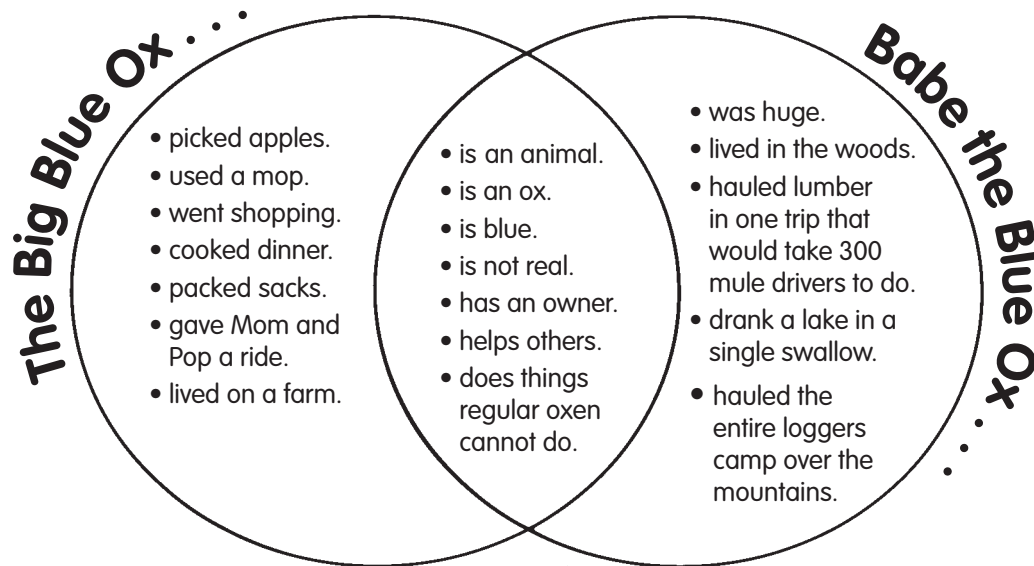 The Big Blue Ox . . . .
• picked apples.
• used a mop.
• went shopping.
• cooked dinner.
• packed sacks.
• gave Mom and
Pop a ride.
• lived on a farm.
• is an animal.
• is an ox.
• is blue.
• is not real.
• has an owner.
• helps others.
• does things
regular oxen
cannot do.
Babe the Blue Ox . . . .
• was huge.
• lived in the woods.
• hauled lumber
in one trip that
would take 300
mule drivers to do.
• drank a lake in a
single swallow.
• hauled the
entire loggers
camp over the
mountains.